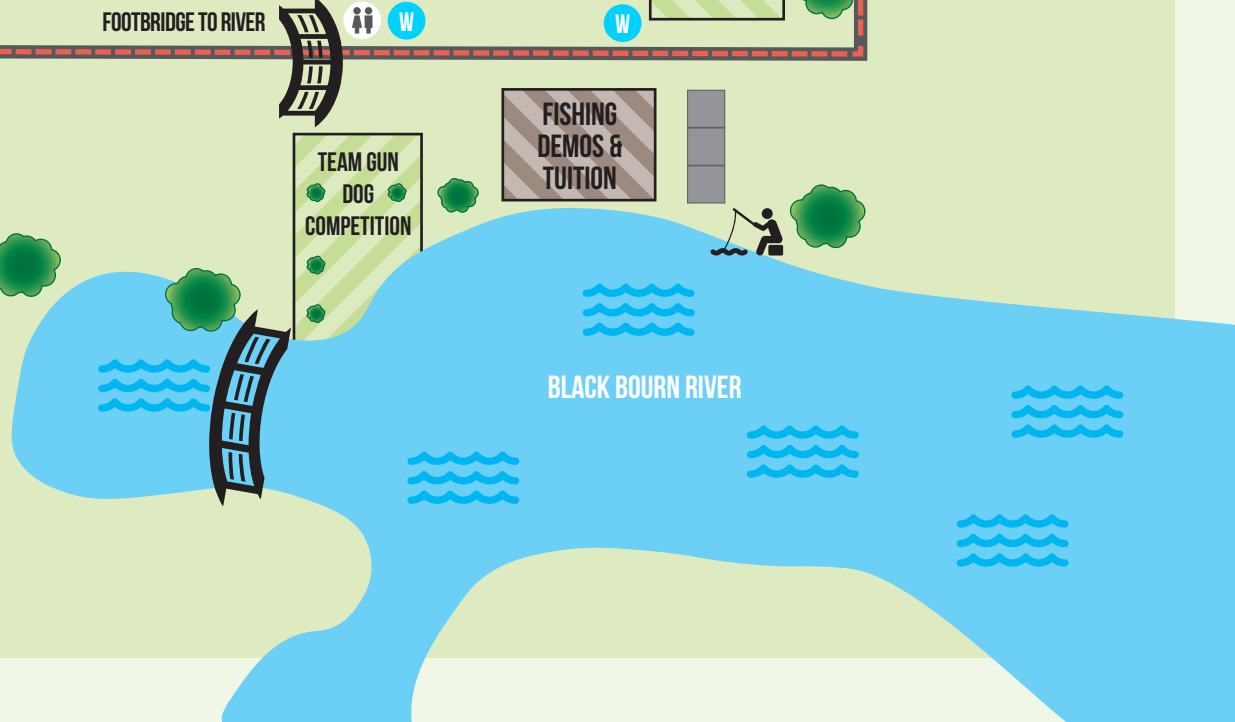 FOOTBRIDGE TO RIVER
W
W
FISHING
DEMOS &
TUITION
TEAM GUN
DOG
COMPETITION
BLACK BOURN RIVER